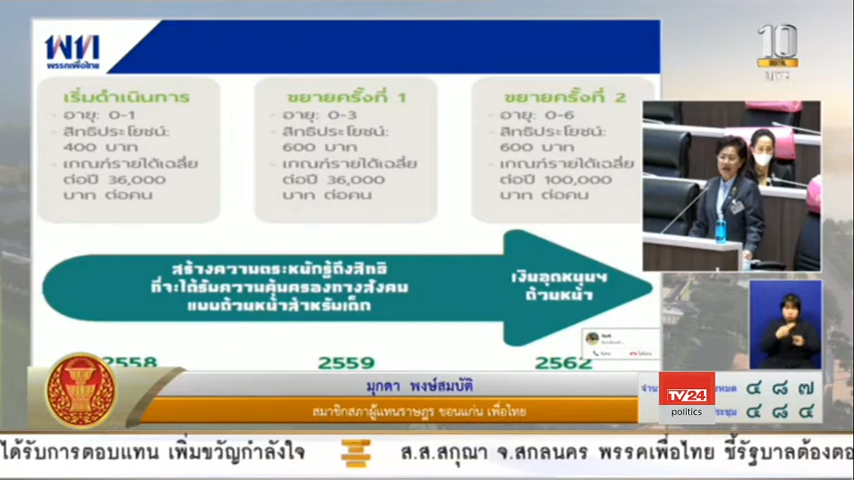 พท
พรรคเพื่อไทย
10
DIGITAL
LIVE
เริ่มดำเนินการ
อายุ: 0-1
สิทธิประโยชน์:
400 บาท
เกณฑ์รายได้เฉลี่ย
ต่อปี 36,000
บาท ต่อคน
ขยายครั้งที่ 1
อายุ: 0-3
สิทธิประโยชน์:
600 บาท
เกณฑ์รายได้เฉลี่ย
ต่อปี 36,000
บาท ต่อคน
ขยายครั้งที่ 2
อายุ: 0-6
สิทธิประโยชน์:
600 บาท
เกณฑ์รายได้เฉลี่ย
ต่อปี 100,000
บาท ต่อคน
สร้างความตระหนักรู้ถึงสิทธิ
ที่จะได้รับความคุ้มครองทางสังคม
แบบถ้วนหน้าสำหรับเด็ก
เงินอุดหนุนฯ
ถ้วนหน้า
2558
2559
2562
มุกดา พงษ์สมบัติ
สมาชิกสภาผู้แทนราษฎร ขอนแก่น เพื่อไทย
TV24
politics
๔๘๗
๔๘๔
ได้รับการตอบแทน เพิ่มขวัญกำลังใจ
ส.ส.สกุณา จ.สกลนคร พรรคเพื่อไทย ชี้รัฐบาลต้องตอ